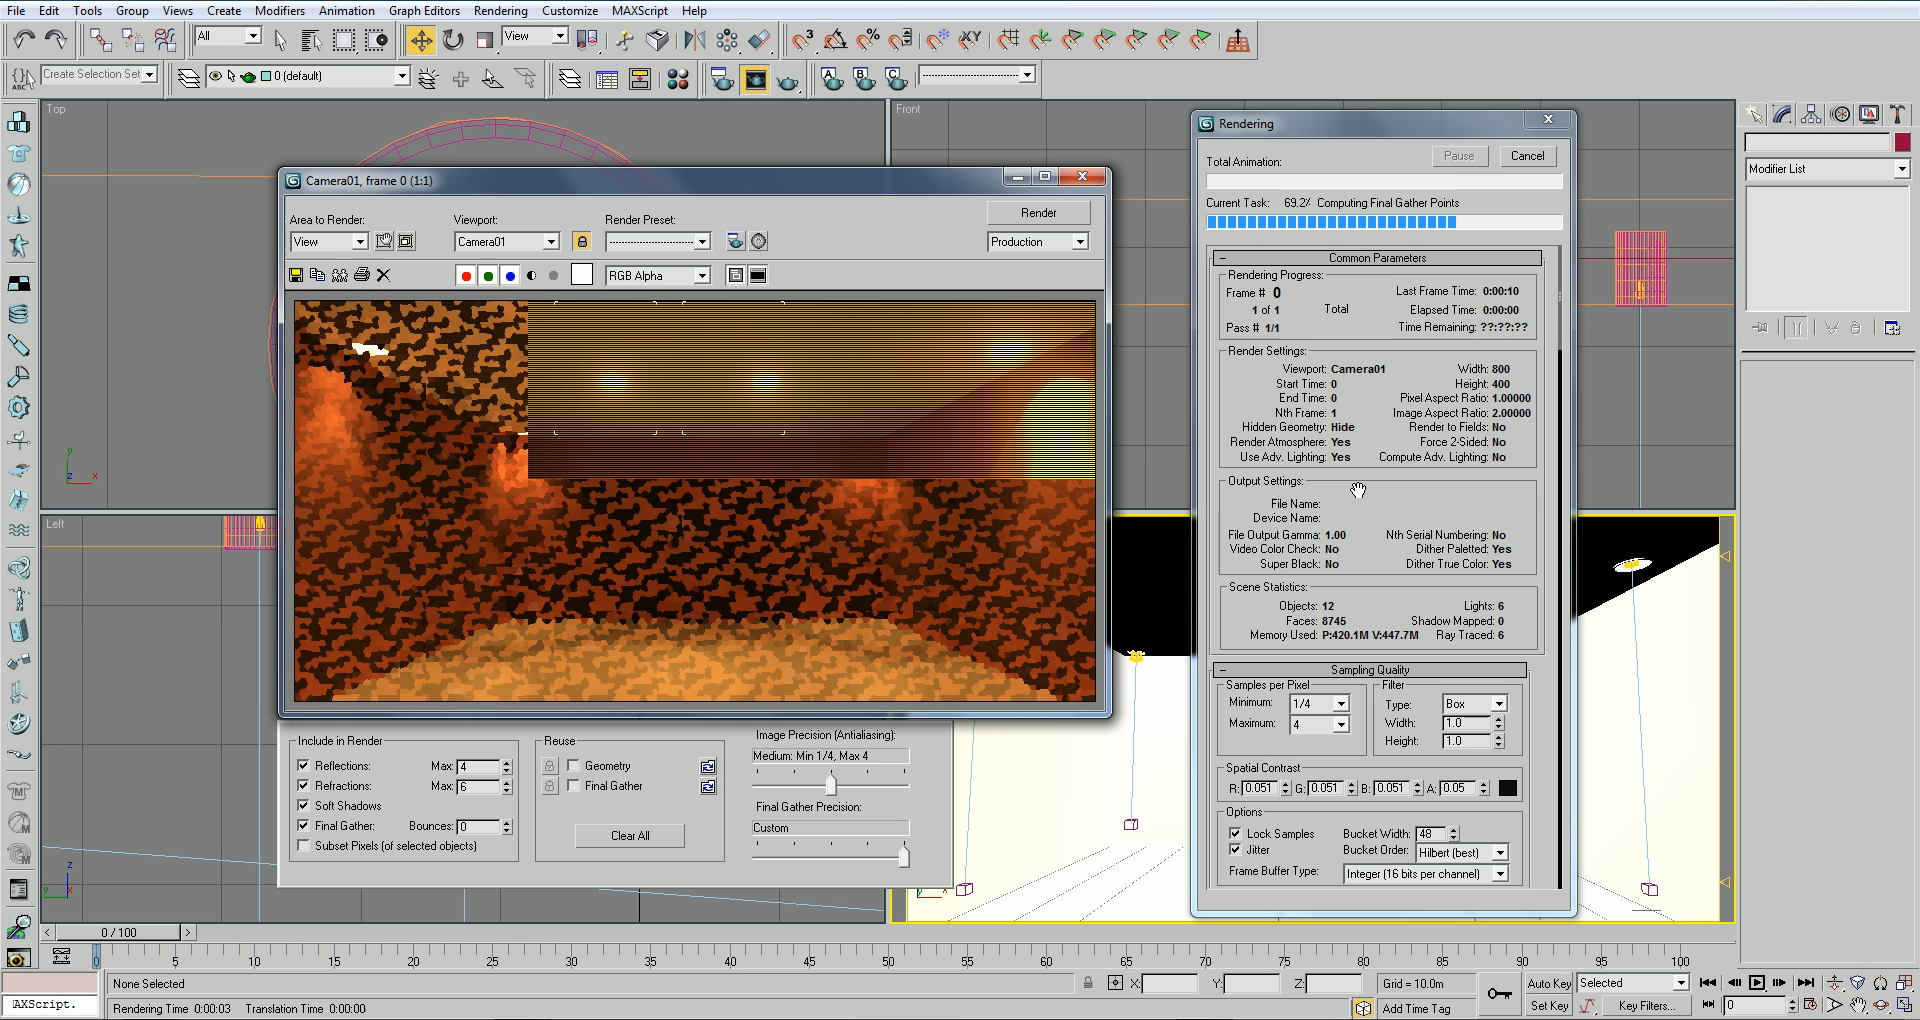 File Edit Tools Group Views Create Modifiers Animation Graph Editors Rendering Customize MAXScript Help
All View 3 % XY
ABC Create Selection Set 0 (default) A B C
Top
Front
Left
Camera01, frame 0 (1:1)
Area to Render: Viewport: Render Preset: Render
View Camera01 Production
RGB Alpha
Include in Render
Reflections: Max: 4
Refractions: Max: 6
Soft Shadows
Final Gather: Bounces: 0
Subset Pixels (of selected objects)
Reuse
Geometry
Final Gather
Clear All
Image Precision (Antialiasing):
Medium: Min 1/4, Max 4
Final Gather Precision:
Custom
Rendering
Total Animation: Pause Cancel
Current Task: 69.2% Computing Final Gather Points
Common Parameters
Rendering Progress:
Frame # 0 Last Frame Time: 0:00:10
1 of 1 Total Elapsed Time: 0:00:00
Pass # 1/1 Time Remaining: ??:??:??
Render Settings:
Viewport: Camera01 Width: 800
Start Time: 0 Height: 400
End Time: 0 Pixel Aspect Ratio: 1.00000
Nth Frame: 1 Image Aspect Ratio: 2.00000
Hidden Geometry: Hide Render to Fields: No
Render Atmosphere: Yes Force 2-Sided: No
Use Adv. Lighting: Yes Compute Adv. Lighting: No
Output Settings:
File Name:
Device Name:
File Output Gamma: 1.00 Nth Serial Numbering: No
Video Color Check: No Dither Paletted: Yes
Super Black: No Dither True Color: Yes
Scene Statistics:
Objects: 12 Lights: 6
Faces: 8745 Shadow Mapped: 0
Memory Used: P:420.1M V:447.7M Ray Traced: 6
Sampling Quality
Samples per Pixel Filter
Minimum: 1/4 Type: Box
Maximum: 4 Width: 1.0
Height: 1.0
Spatial Contrast
R: 0.051 G: 0.051 B: 0.051 A: 0.05
Options
Lock Samples Bucket Width: 48
Jitter Bucket Order: Hilbert (best)
Frame Buffer Type: Integer (16 bits per channel)
Modifier List
y z x
z y x
< 0 / 100 >
0 5 10 15 20 25 30 35 40 45 50 55 60 65 70 75 80 85 90 95 100
None Selected X: Y: Z: Grid = 10.0m Auto Key Selected
AXScript. Rendering Time 0:00:03 Translation Time 0:00:00 Add Time Tag Set Key Key Filters... 0